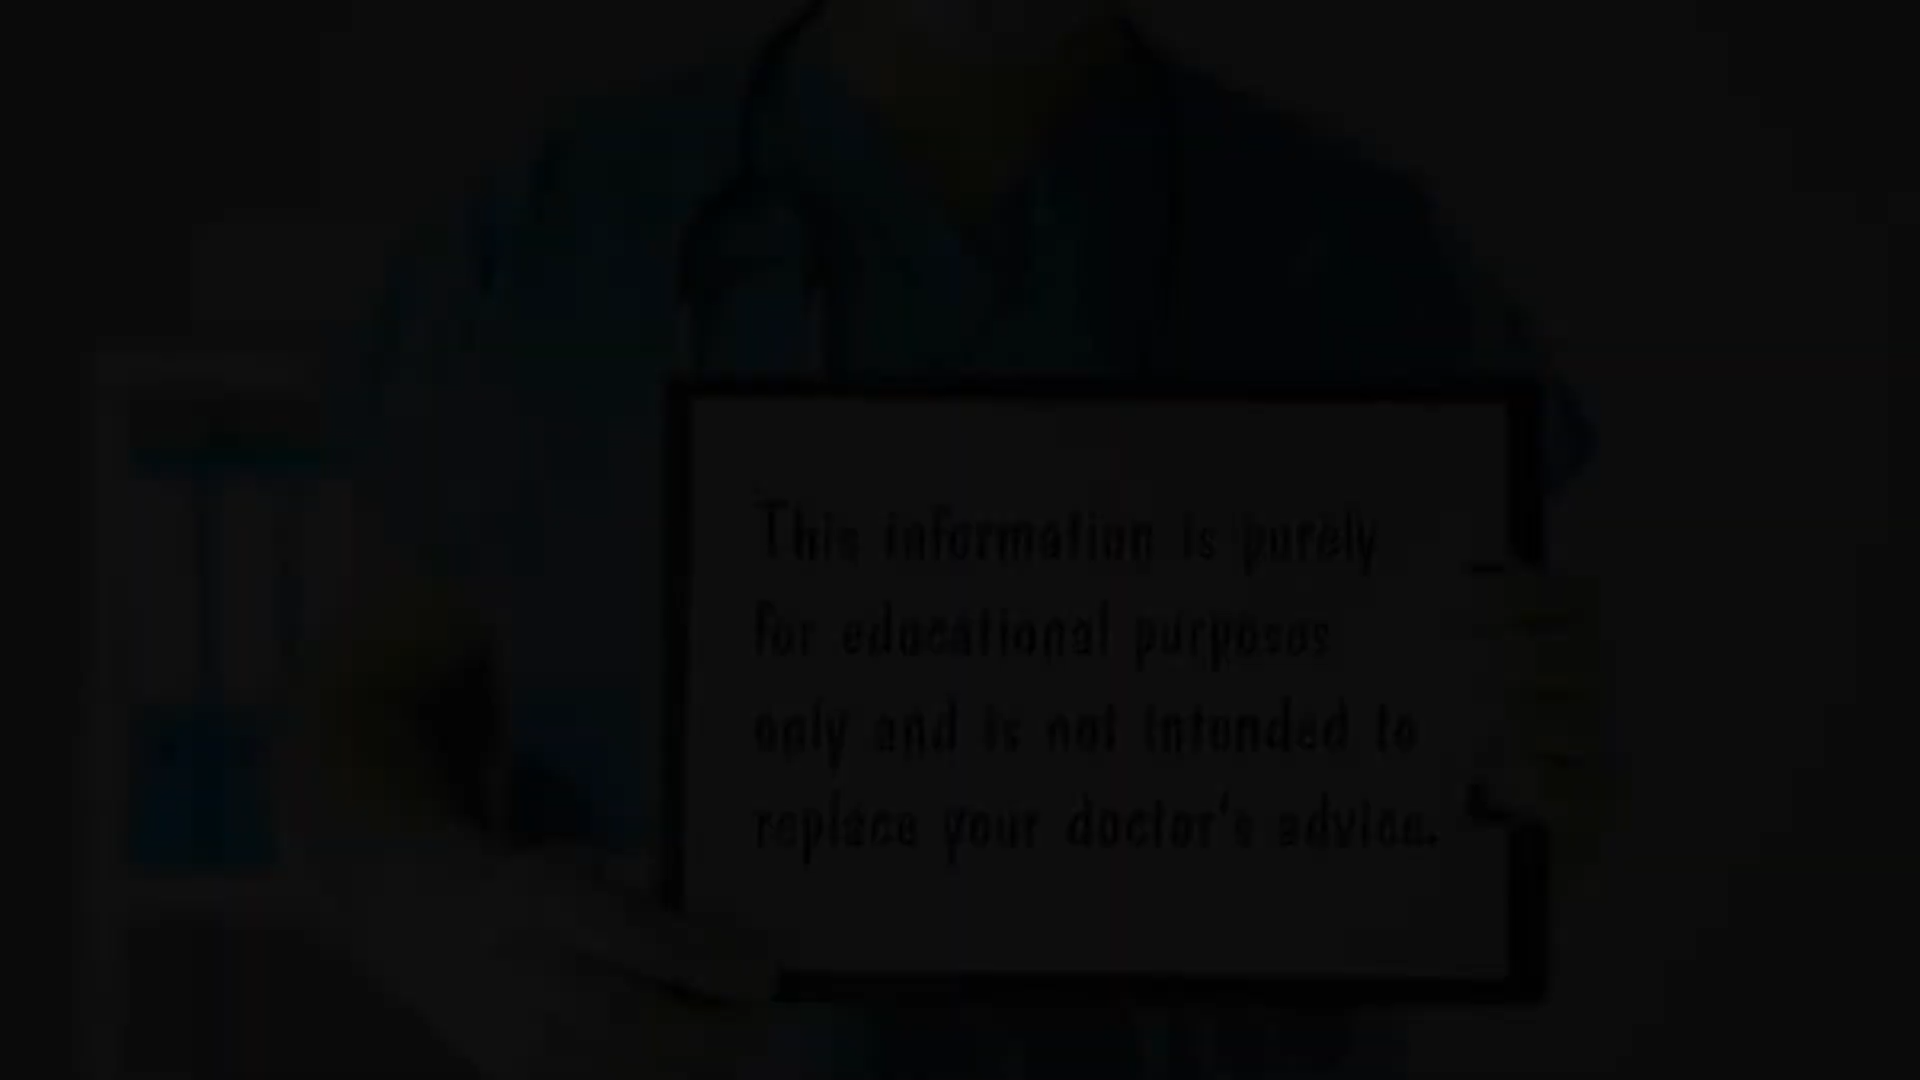 This information is purely
for educational purposes
only and is not intended to
replace your doctor's advice.